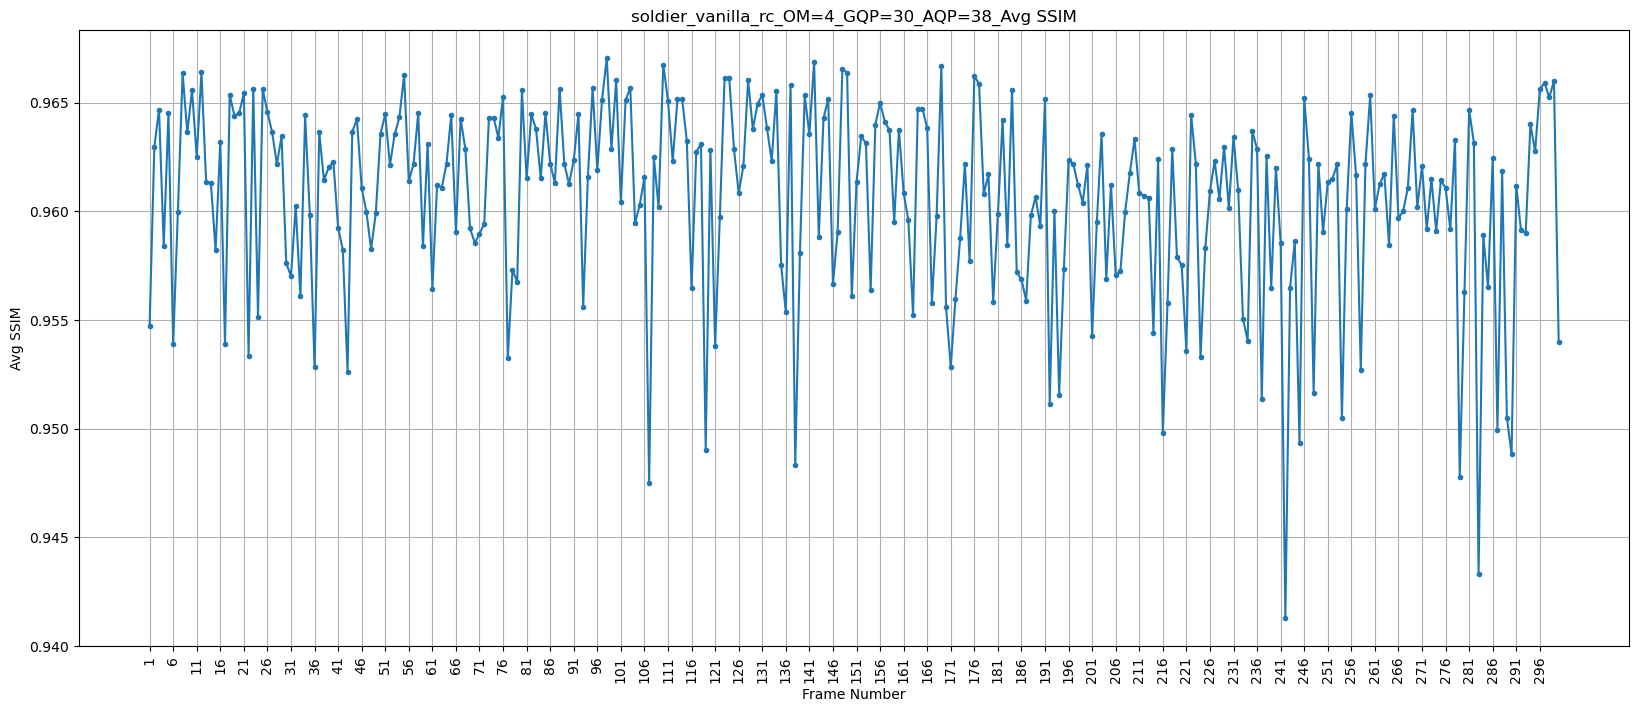 soldier_vanilla_rc_OM=4_GQP=30_AQP=38_Avg SSIM
Avg SSIM
0.965
0.960
0.955
0.950
0.945
0.940
1 6 11 16 21 26 31 36 41 46 51 56 61 66 71 76 81 86 91 96 101 106 111 116 121 126 131 136 141 146 151 156 161 166 171 176 181 186 191 196 201 206 211 216 221 226 231 236 241 246 251 256 261 266 271 276 281 286 291 296
Frame Number